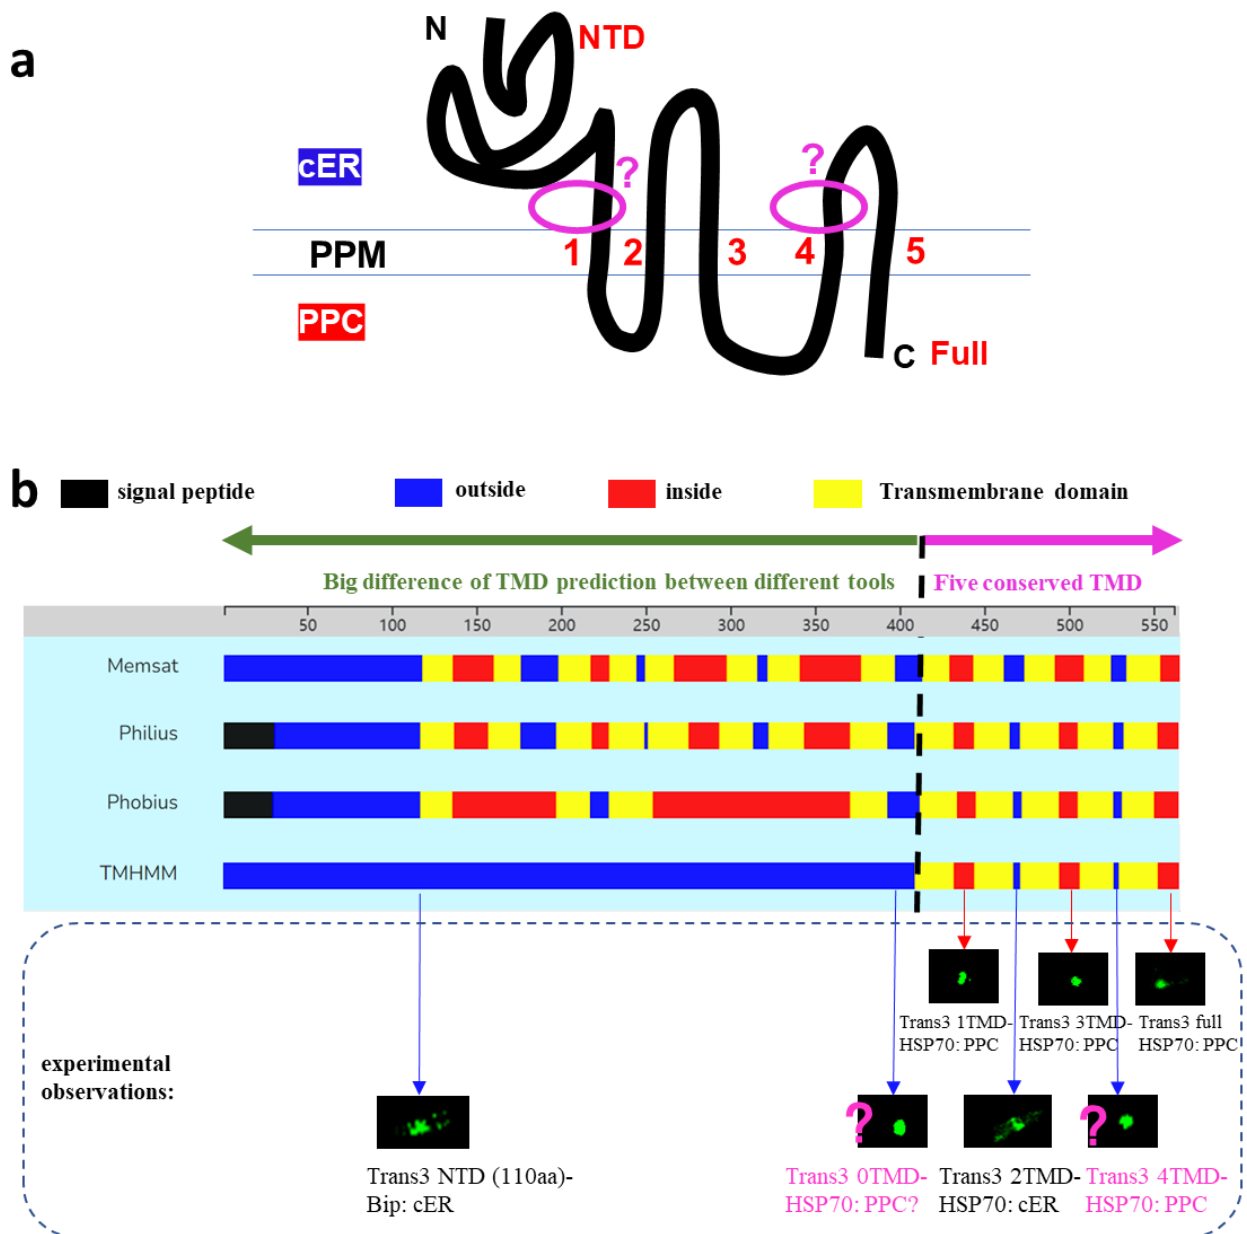 a
N
NTD
cER
?
?
PPM
1
2
3
4
5
PPC
C
Full
b
signal peptide
outside
inside
Transmembrane domain
Big difference of TMD prediction between different tools
Five conserved TMD
50 100 150 200 250 300 350 400 450 500 550
Memsat
Philius
Phobius
TMHMM
Trans3 1TMD-
HSP70: PPC
Trans3 3TMD-
HSP70: PPC
Trans3 full
HSP70: PPC
experimental
observations:
?
?
Trans3 NTD (110aa)-
Bip: cER
Trans3 0TMD-
HSP70: PPC?
Trans3 2TMD-
HSP70: cER
Trans3 4TMD-
HSP70: PPC